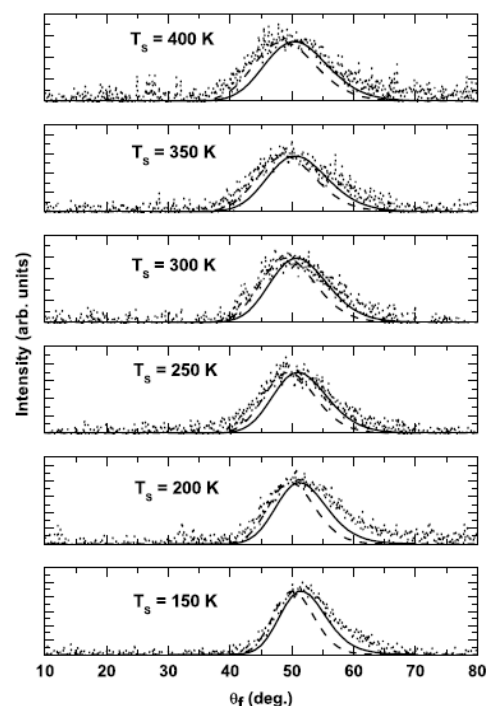 T_s = 400 K
T_s = 350 K
T_s = 300 K
Intensity (arb. units)
T_s = 250 K
T_s = 200 K
T_s = 150 K
10 20 30 40 50 60 70 80
θ_f (deg.)